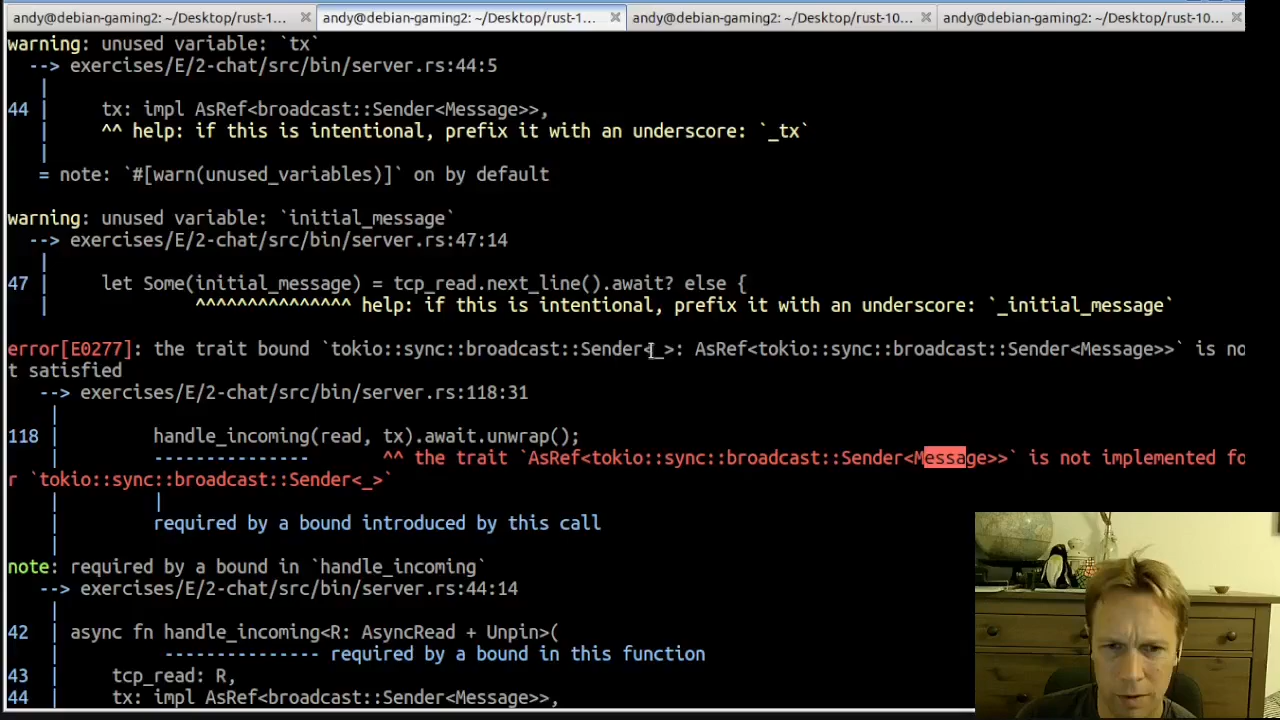 andy@debian-gaming2: ~/Desktop/rust-1... × andy@debian-gaming2: ~/Desktop/rust-1... × andy@debian-gaming2: ~/Desktop/rust-10... × andy@debian-gaming2: ~/Desktop/rust-10... ×
warning: unused variable: `tx`
--> exercises/E/2-chat/src/bin/server.rs:44:5
|
44 | tx: impl AsRef<broadcast::Sender<Message>>,
| ^^ help: if this is intentional, prefix it with an underscore: `_tx`
|
= note: `#[warn(unused_variables)]` on by default
warning: unused variable: `initial_message`
--> exercises/E/2-chat/src/bin/server.rs:47:14
|
47 | let Some(initial_message) = tcp_read.next_line().await? else {
| ^^^^^^^^^^^^^^^ help: if this is intentional, prefix it with an underscore: `_initial_message`
error[E0277]: the trait bound `tokio::sync::broadcast::Sender<_>: AsRef<tokio::sync::broadcast::Sender<Message>>` is no
t satisfied
--> exercises/E/2-chat/src/bin/server.rs:118:31
|
118 | handle_incoming(read, tx).await.unwrap();
| --------------- ^^ the trait `AsRef<tokio::sync::broadcast::Sender<Message>>` is not implemented fo
r `tokio::sync::broadcast::Sender<_>`
| |
| required by a bound introduced by this call
|
note: required by a bound in `handle_incoming`
--> exercises/E/2-chat/src/bin/server.rs:44:14
|
42 | async fn handle_incoming<R: AsyncRead + Unpin>(
| --------------- required by a bound in this function
43 | tcp_read: R,
44 | tx: impl AsRef<broadcast::Sender<Message>>,